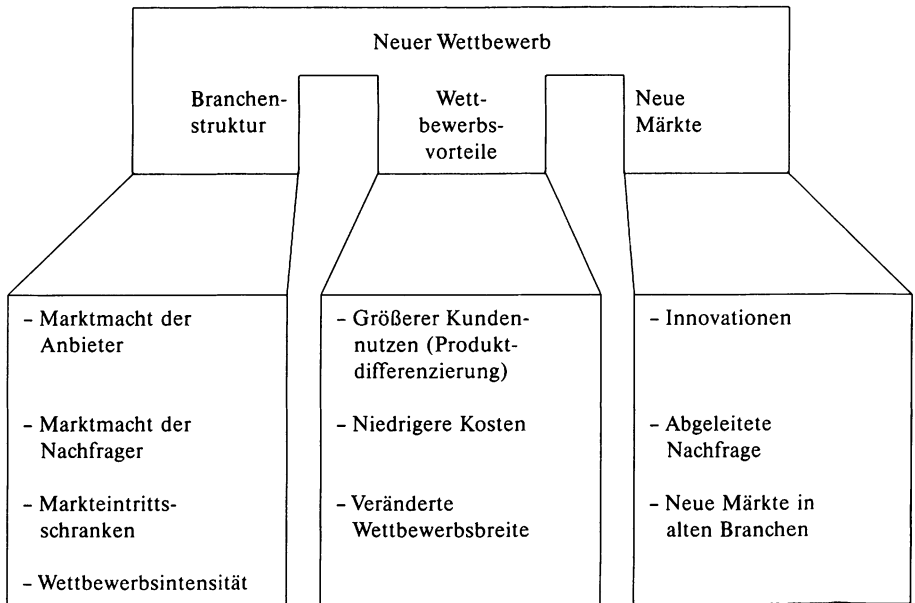 Neuer Wettbewerb
Branchen-
struktur
Wett-
bewerbs-
vorteile
Neue
Märkte
– Marktmacht der
Anbieter
– Marktmacht der
Nachfrager
– Markteintritts-
schranken
– Wettbewerbsintensität
– Größerer Kunden-
nutzen (Produkt-
differenzierung)
– Niedrigere Kosten
– Veränderte
Wettbewerbsbreite
– Innovationen
– Abgeleitete
Nachfrage
– Neue Märkte in
alten Branchen